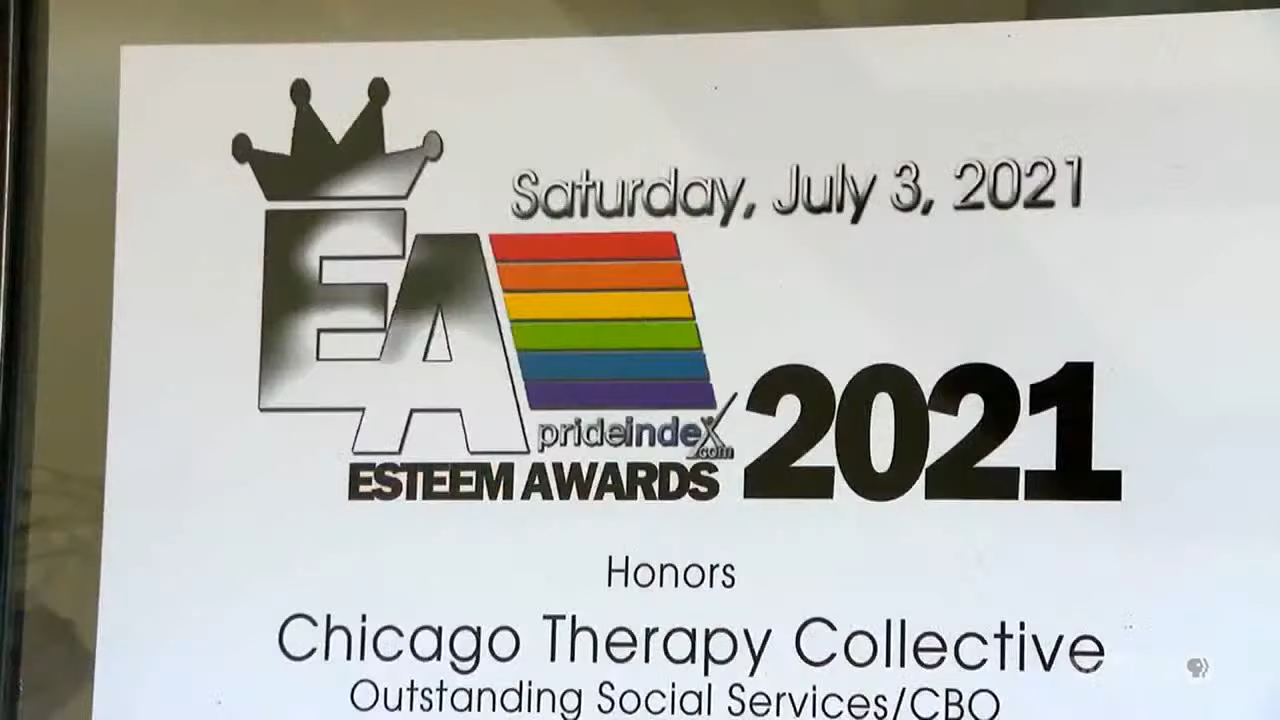 Saturday, July 3, 2021
EA
prideindex
.com
ESTEEM AWARDS 2021
Honors
Chicago Therapy Collective
Outstanding Social Services/CBO